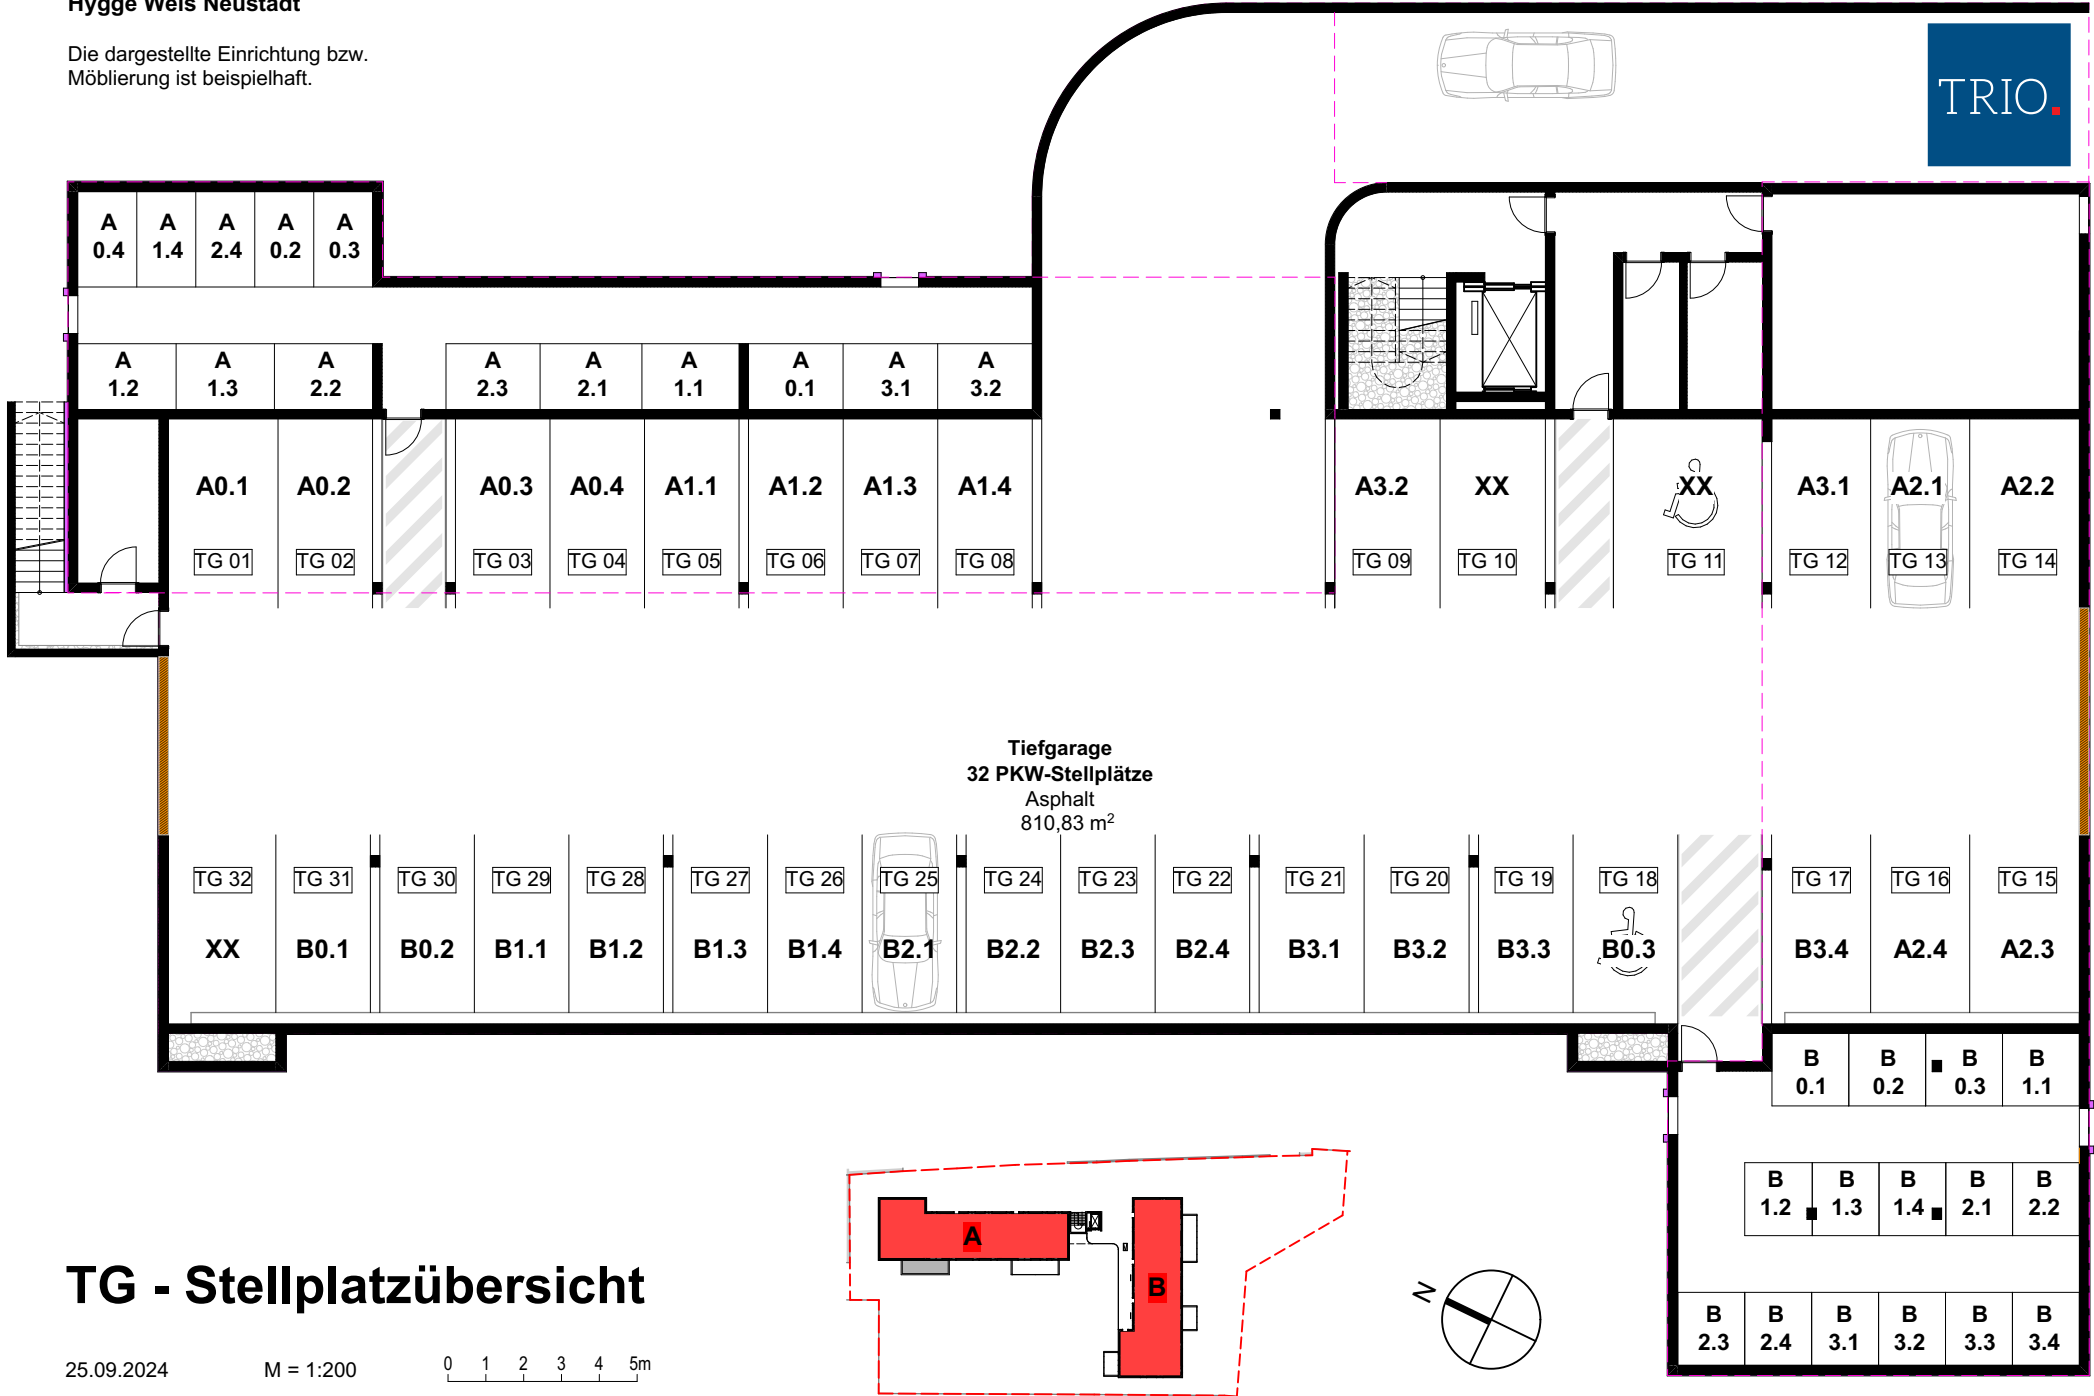 Hygge Wels Neustadt
Die dargestellte Einrichtung bzw.
Möblierung ist beispielhaft.
TRIO.
A A A A A
0.4 1.4 2.4 0.2 0.3
A A A A A A A A A
1.2 1.3 2.2 2.3 2.1 1.1 0.1 3.1 3.2
A0.1 A0.2 A0.3 A0.4 A1.1 A1.2 A1.3 A1.4 A3.2 XX XX A3.1 A2.1 A2.2
TG 01 TG 02 TG 03 TG 04 TG 05 TG 06 TG 07 TG 08 TG 09 TG 10 TG 11 TG 12 TG 13 TG 14
Tiefgarage
32 PKW-Stellplätze
Asphalt
810,83 m²
TG 32 TG 31 TG 30 TG 29 TG 28 TG 27 TG 26 TG 25 TG 24 TG 23 TG 22 TG 21 TG 20 TG 19 TG 18 TG 17 TG 16 TG 15
XX B0.1 B0.2 B1.1 B1.2 B1.3 B1.4 B2.1 B2.2 B2.3 B2.4 B3.1 B3.2 B3.3 B0.3 B3.4 A2.4 A2.3
B B B B
0.1 0.2 0.3 1.1
B B B B B
1.2 1.3 1.4 2.1 2.2
B B B B B B
2.3 2.4 3.1 3.2 3.3 3.4
A
B
N
TG - Stellplatzübersicht
25.09.2024 M = 1:200 0 1 2 3 4 5m